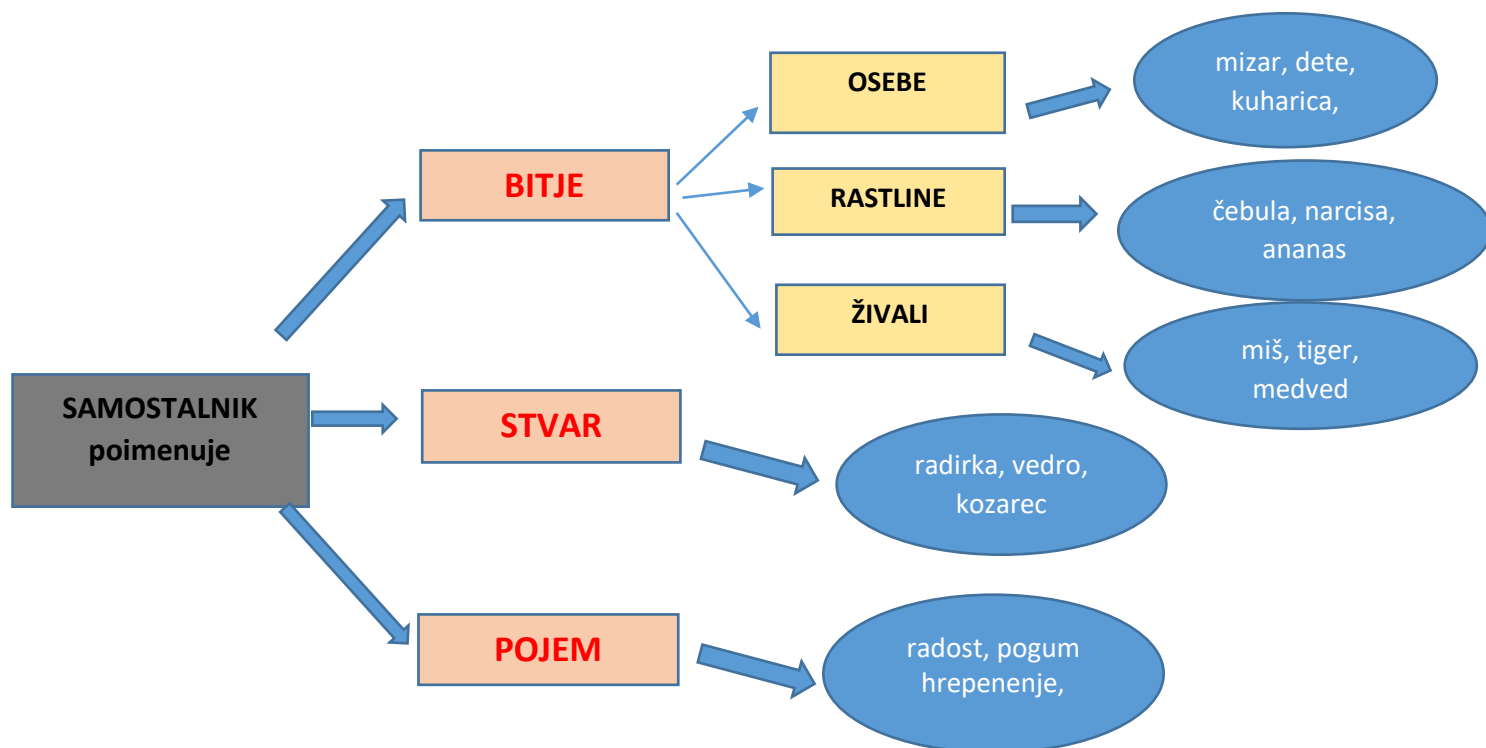 SAMOSTALNIK
poimenuje
BITJE
OSEBE
mizar, dete,
kuharica,
RASTLINE
čebula, narcisa,
ananas
ŽIVALI
miš, tiger,
medved
STVAR
radirka, vedro,
kozarec
POJEM
radost, pogum
hrepenenje,